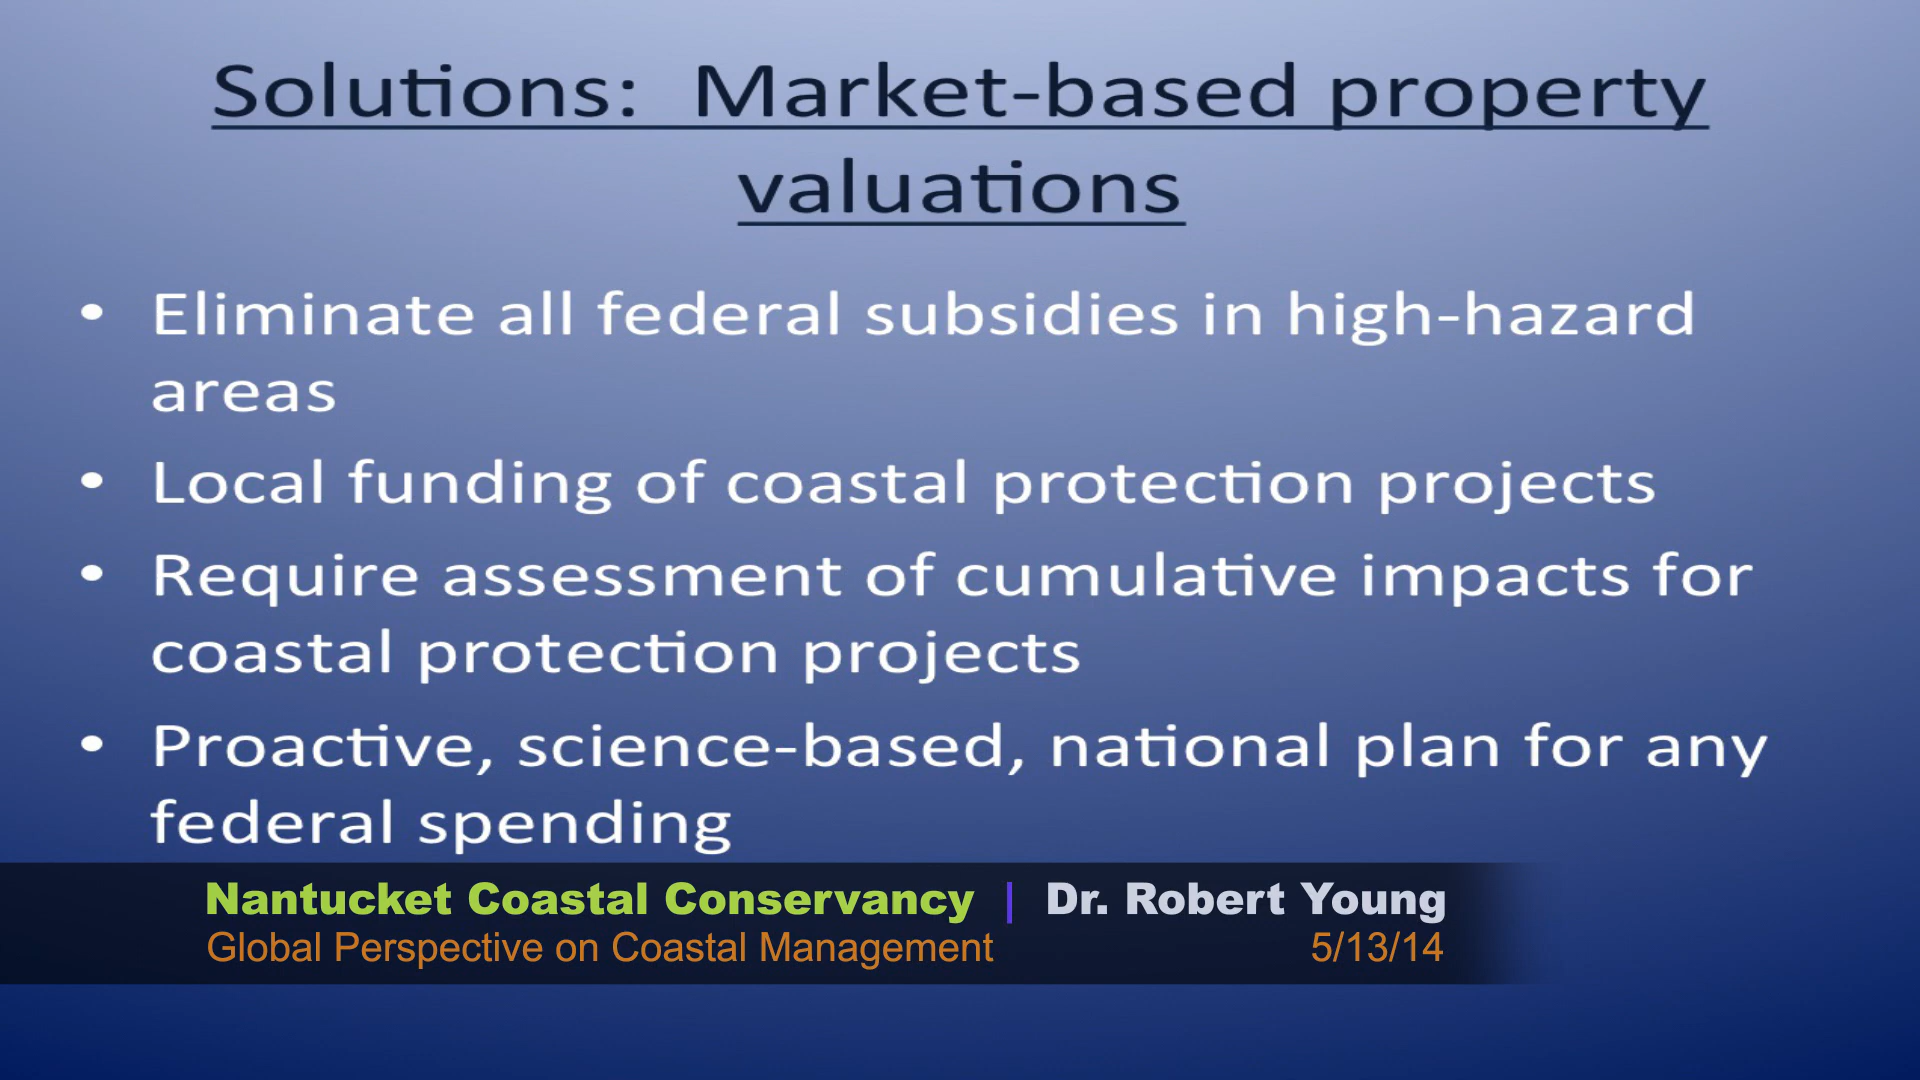 Solutions: Market-based property
valuations
• Eliminate all federal subsidies in high-hazard
areas
• Local funding of coastal protection projects
• Require assessment of cumulative impacts for
coastal protection projects
• Proactive, science-based, national plan for any
federal spending
Nantucket Coastal Conservancy | Dr. Robert Young
Global Perspective on Coastal Management 5/13/14